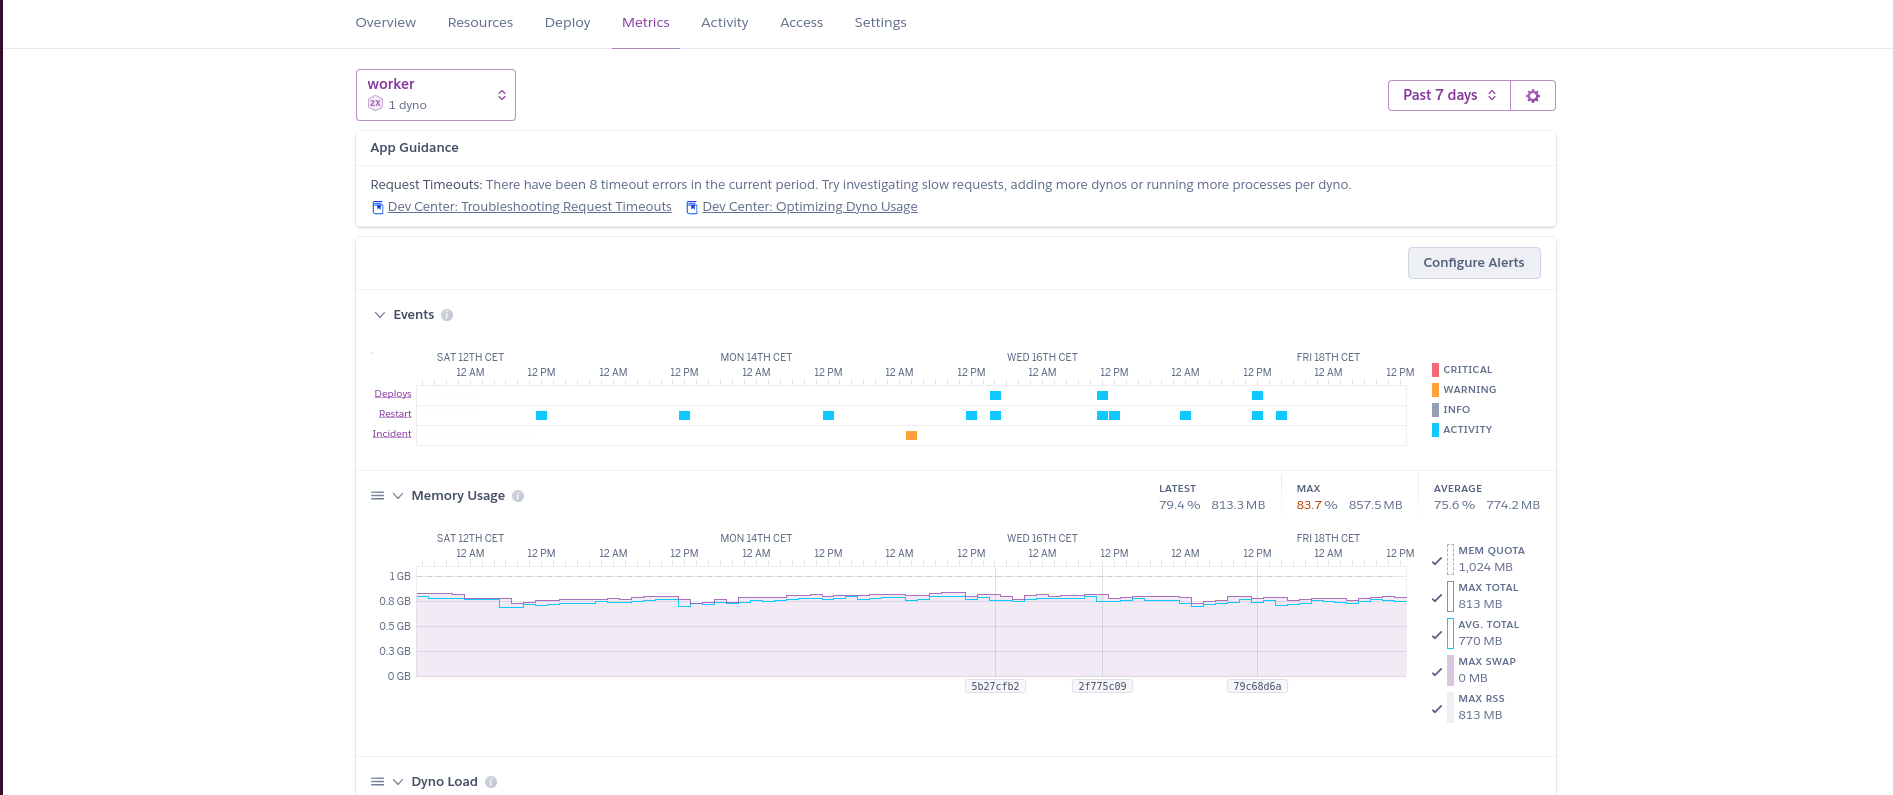 Overview Resources Deploy Metrics Activity Access Settings
worker
2X 1 dyno
Past 7 days
App Guidance
Request Timeouts: There have been 8 timeout errors in the current period. Try investigating slow requests, adding more dynos or running more processes per dyno.
Dev Center: Troubleshooting Request Timeouts Dev Center: Optimizing Dyno Usage
Configure Alerts
Events i
SAT 12TH CET MON 14TH CET WED 16TH CET FRI 18TH CET
12 AM 12 PM 12 AM 12 PM 12 AM 12 PM 12 AM 12 PM 12 AM 12 PM 12 AM 12 PM 12 AM 12 PM
Deploys
Restart
Incident
CRITICAL
WARNING
INFO
ACTIVITY
Memory Usage i
LATEST MAX AVERAGE
79.4 % 813.3 MB 83.7 % 857.5 MB 75.6 % 774.2 MB
SAT 12TH CET MON 14TH CET WED 16TH CET FRI 18TH CET
12 AM 12 PM 12 AM 12 PM 12 AM 12 PM 12 AM 12 PM 12 AM 12 PM 12 AM 12 PM 12 AM 12 PM
1 GB
0.8 GB
0.5 GB
0.3 GB
0 GB
5b27cfb2 2f775c09 79c68d6a
MEM QUOTA
1,024 MB
MAX TOTAL
813 MB
AVG. TOTAL
770 MB
MAX SWAP
0 MB
MAX RSS
813 MB
Dyno Load i